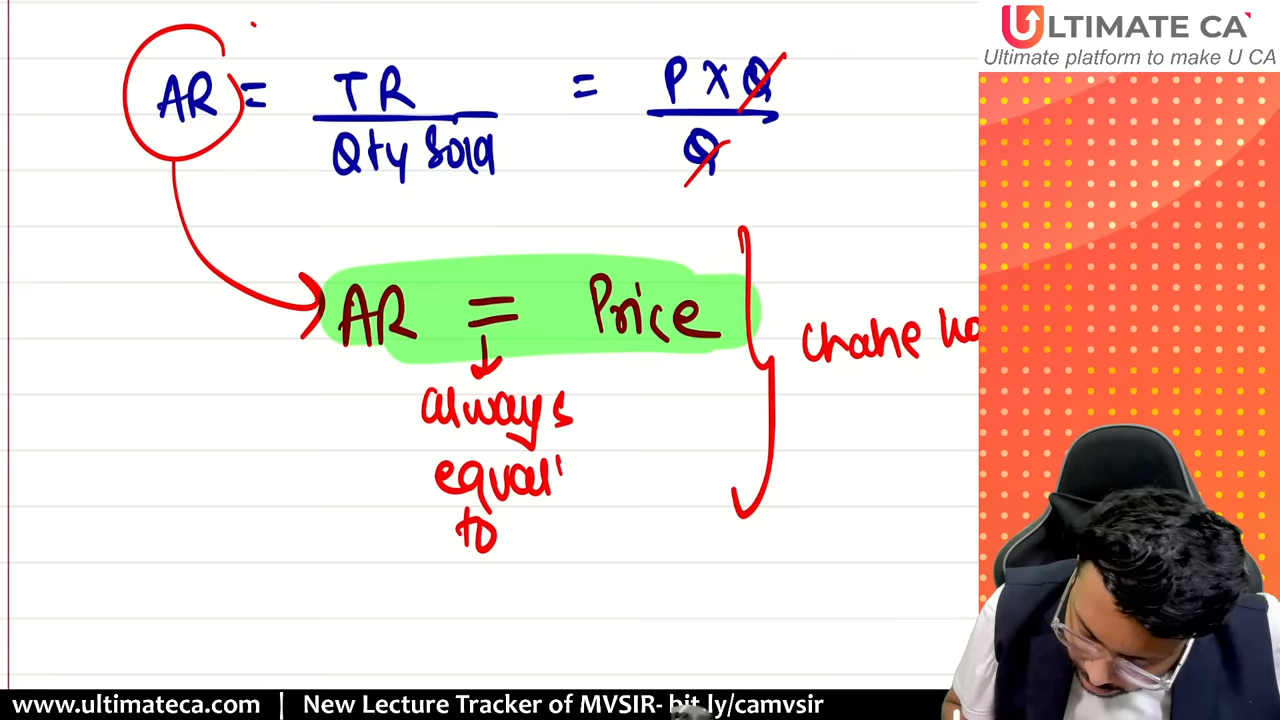 ULTIMATE CA
Ultimate platform to make U CA
AR = TR / Qty Sold = P X Q / Q
AR = Price
always
equal
to
Chahe
www.ultimateca.com | New Lecture Tracker of MVSIR- bit.ly/camvsir